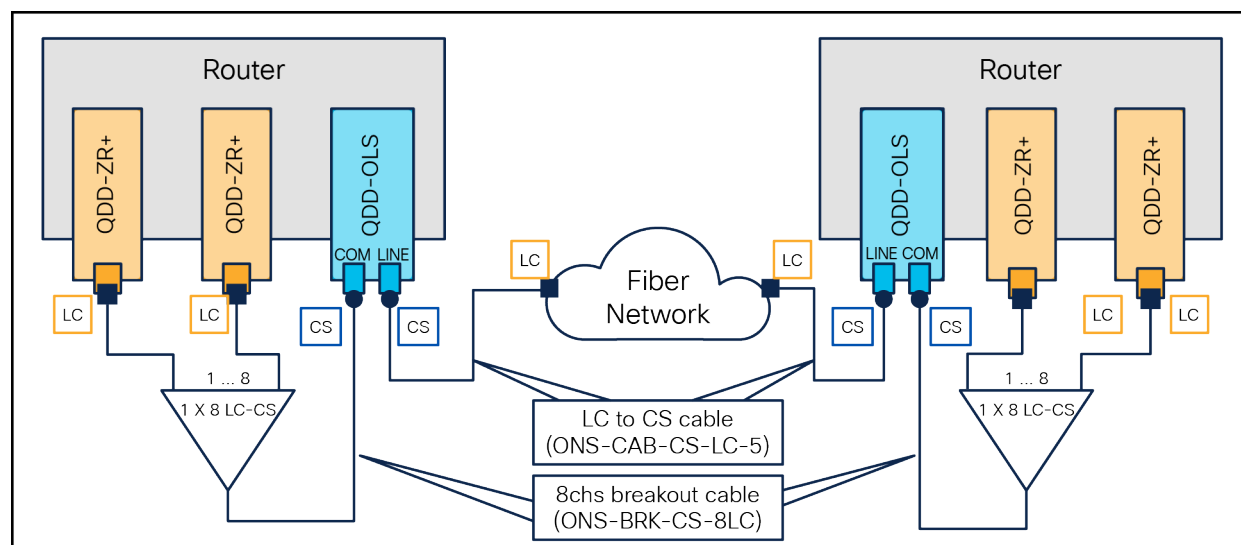 Router
Router
QDD-ZR+
QDD-ZR+
QDD-OLS
QDD-OLS
QDD-ZR+
QDD-ZR+
COM
LINE
LINE
COM
LC
LC
Fiber
Network
LC
LC
CS
CS
CS
CS
LC
LC
1 ... 8
1 X 8 LC-CS
1 ... 8
1 X 8 LC-CS
LC to CS cable
(ONS-CAB-CS-LC-5)
8chs breakout cable
(ONS-BRK-CS-8LC)